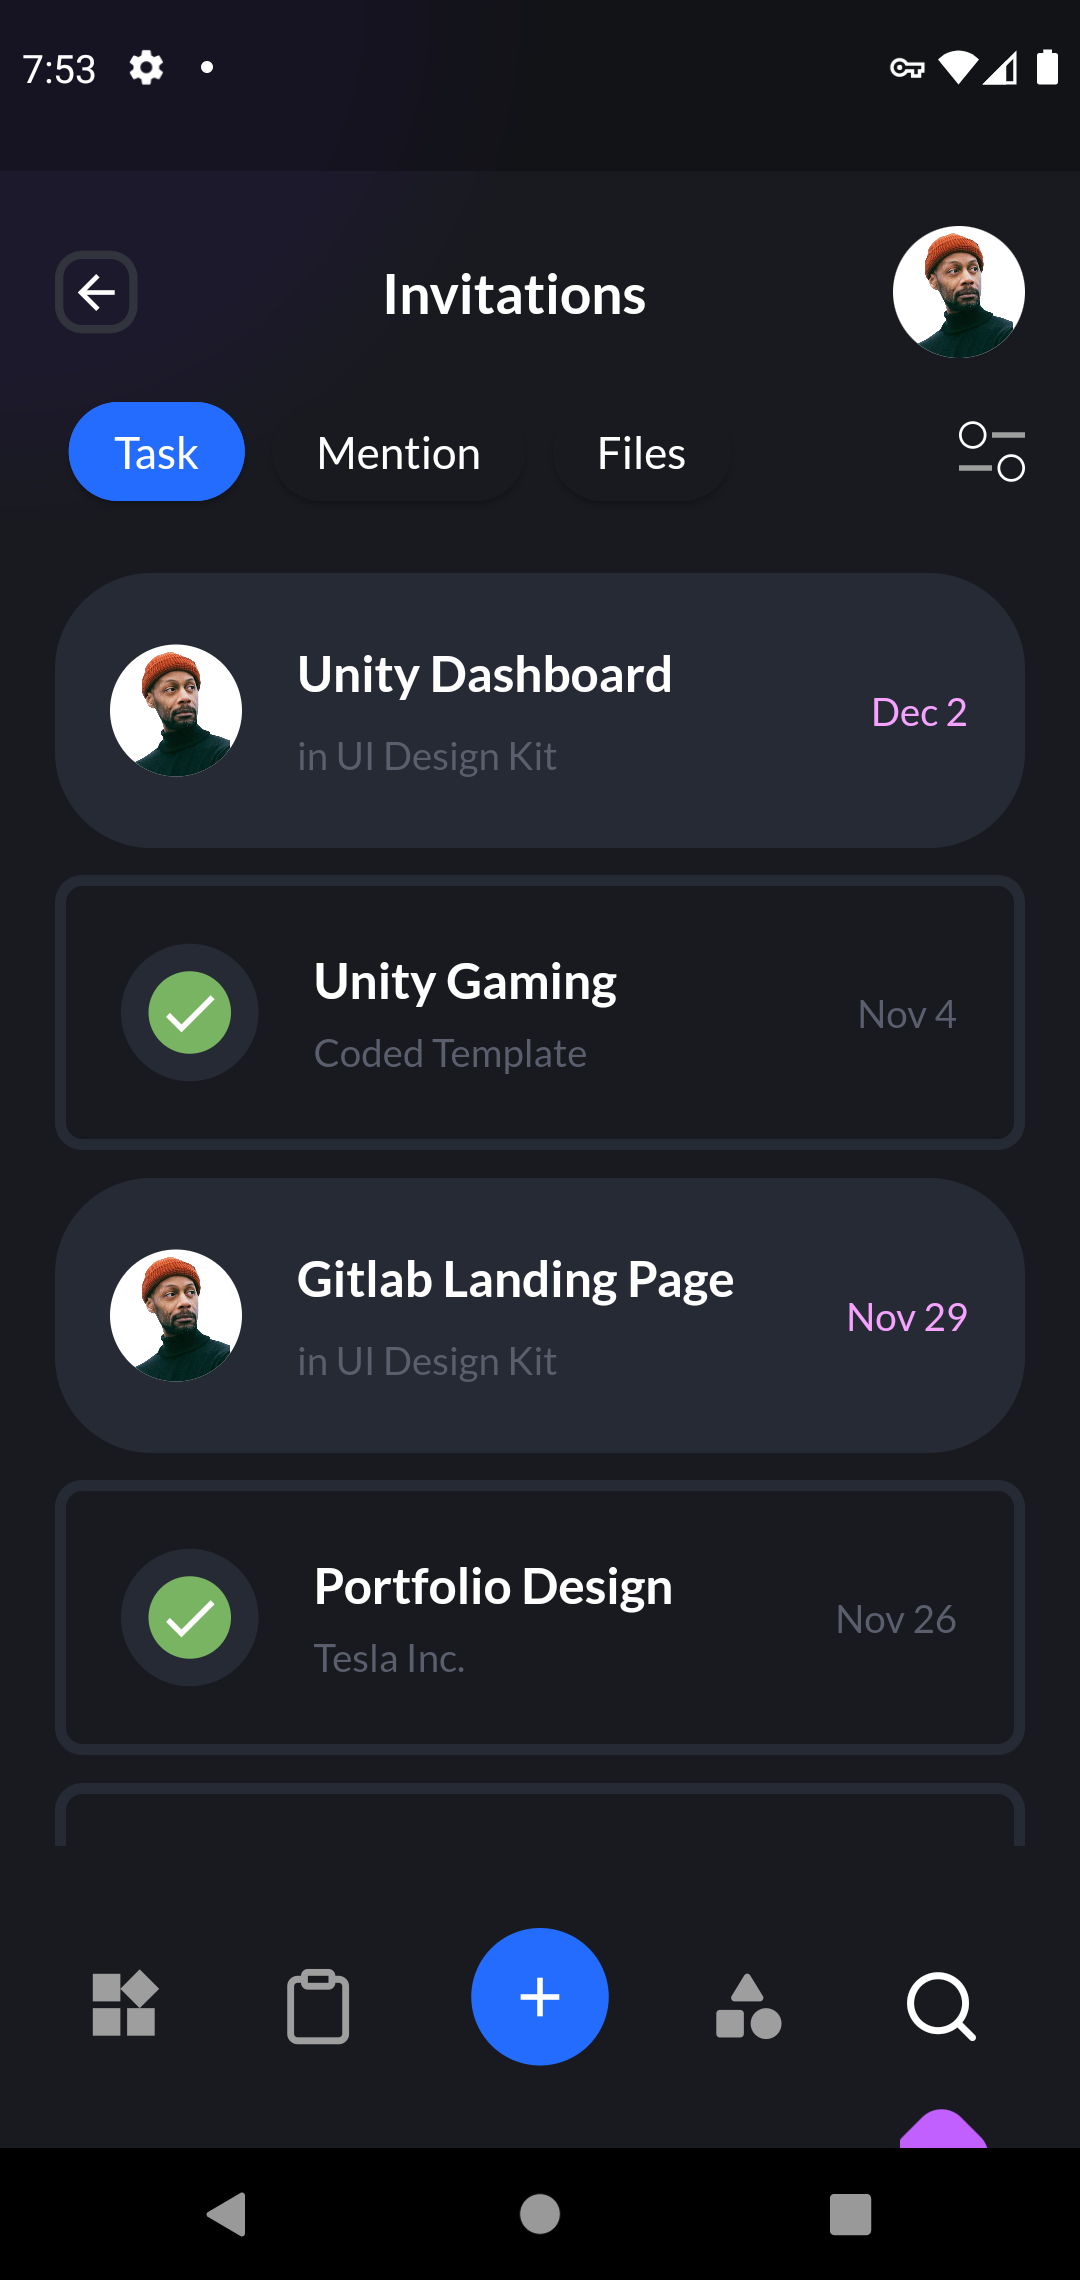 7:53
Invitations
Task
Mention
Files
Unity Dashboard
in UI Design Kit
Dec 2
Unity Gaming
Coded Template
Nov 4
Gitlab Landing Page
in UI Design Kit
Nov 29
Portfolio Design
Tesla Inc.
Nov 26